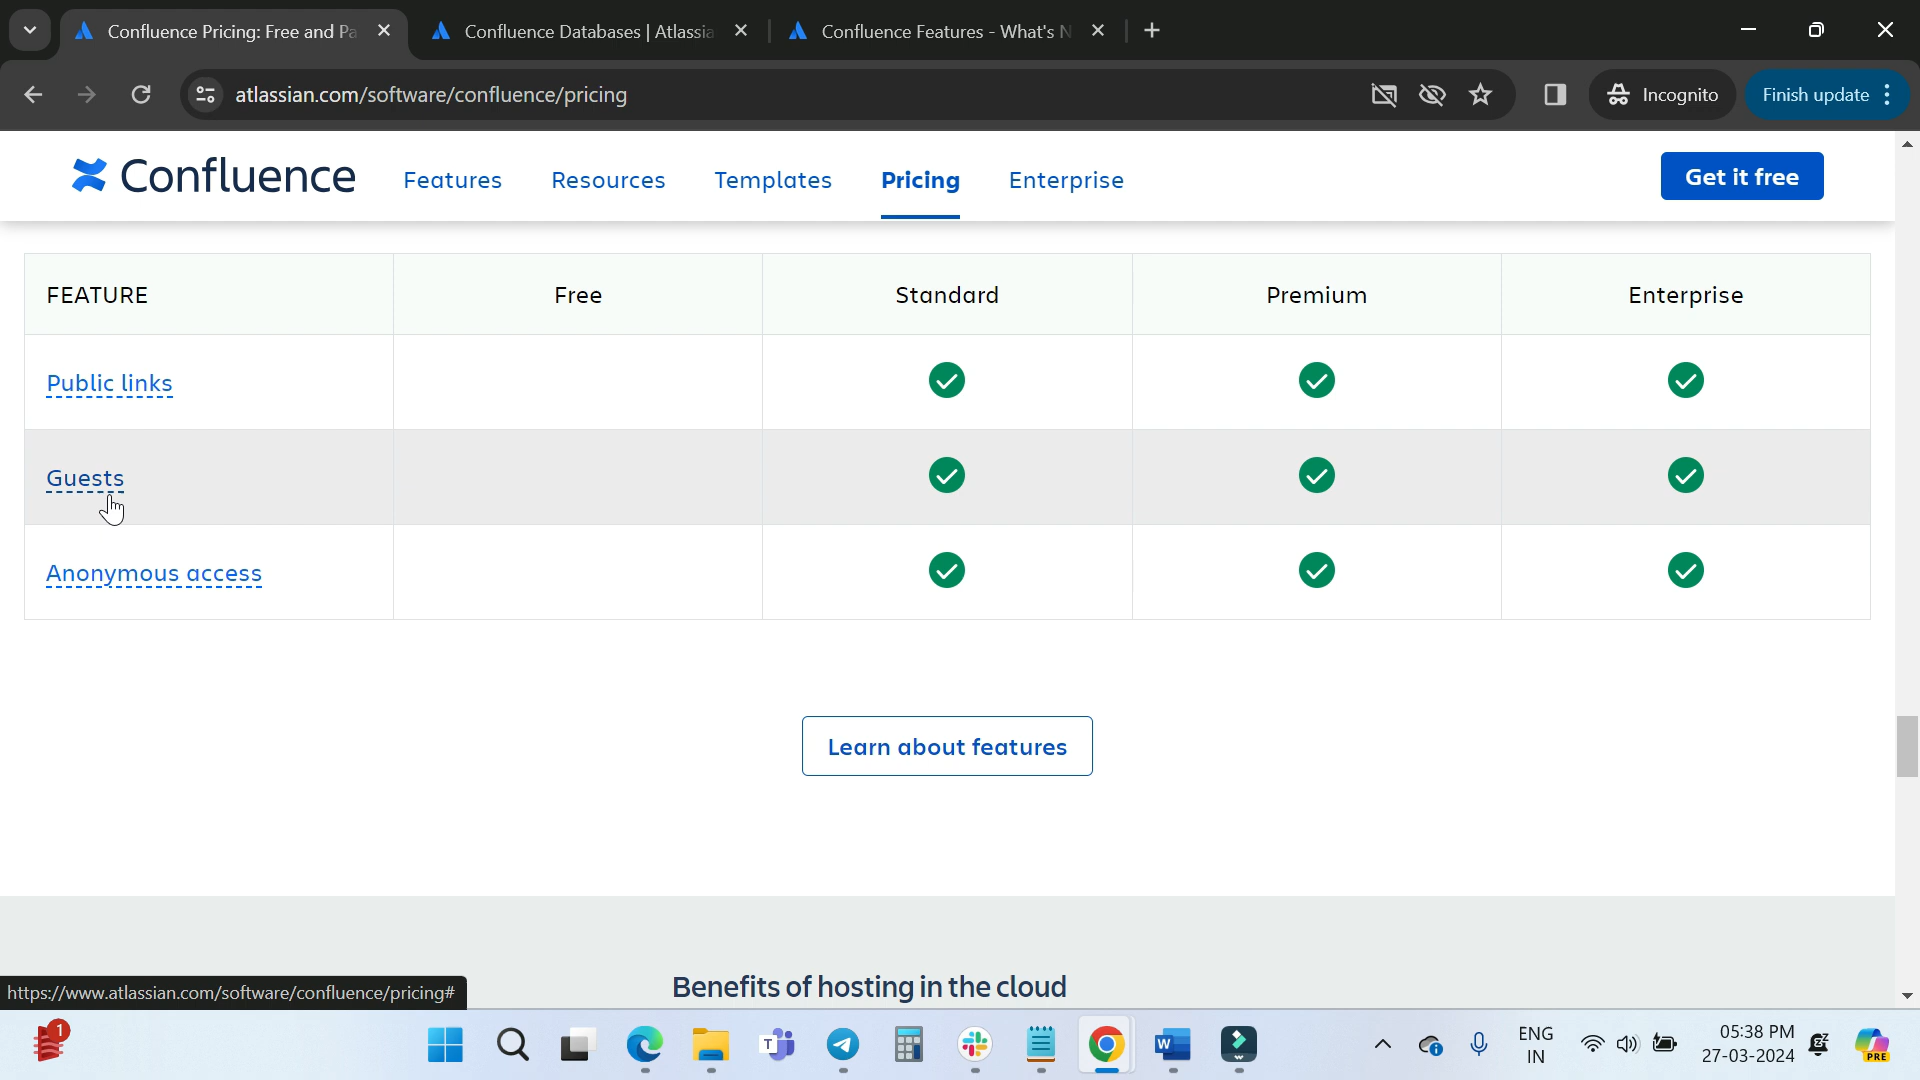 Confluence Pricing: Free and Pa
Confluence Databases | Atlassia
Confluence Features - What's N
atlassian.com/software/confluence/pricing
Incognito
Finish update
Confluence
Features
Resources
Templates
Pricing
Enterprise
Get it free
FEATURE
Free
Standard
Premium
Enterprise
Public links
Guests
Anonymous access
Learn about features
Benefits of hosting in the cloud
https://www.atlassian.com/software/confluence/pricing#
1
T
W
ENG
IN
05:38 PM
27-03-2024
PRE